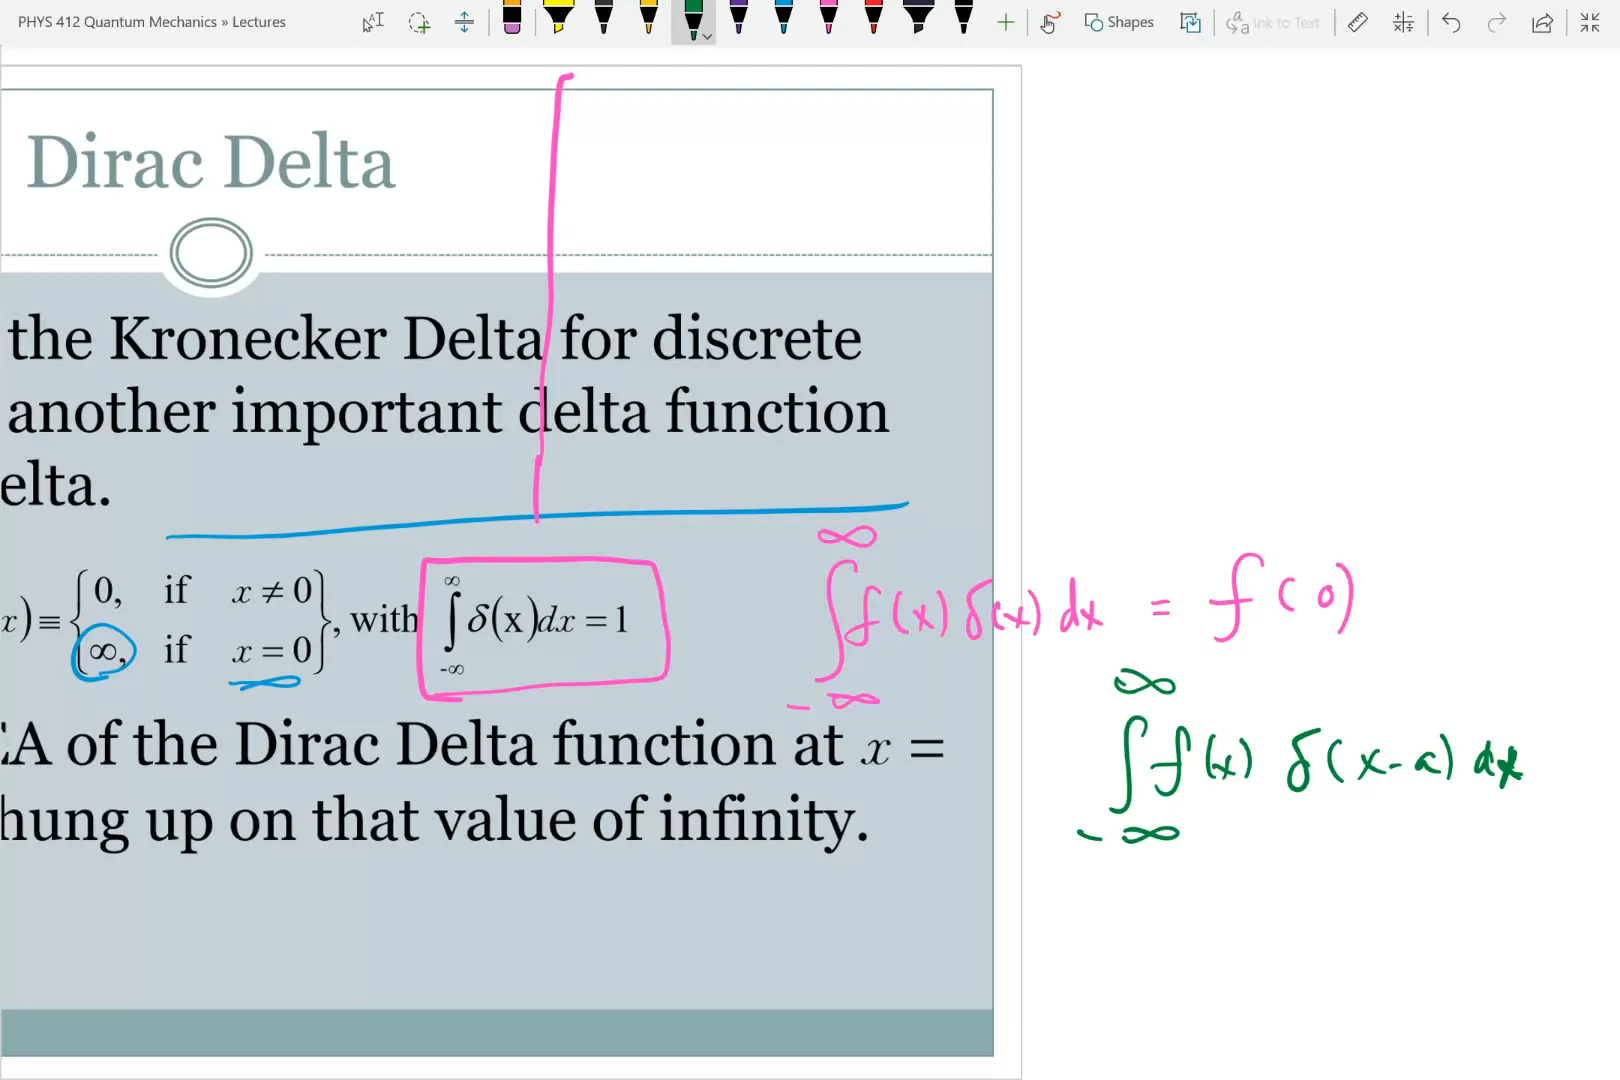 PHYS 412 Quantum Mechanics » Lectures
Shapes
Ink to Text
Dirac Delta
the Kronecker Delta for discrete
another important delta function
elta.
x) ≡ { 0, if x ≠ 0
∞, if x = 0 }, with ∫_{-∞}^{∞} δ(x)dx = 1
∫_{-∞}^{∞} f(x) δ(x) dx = f(0)
∫_{-∞}^{∞} f(x) δ(x-a) dx
EA of the Dirac Delta function at x =
hung up on that value of infinity.